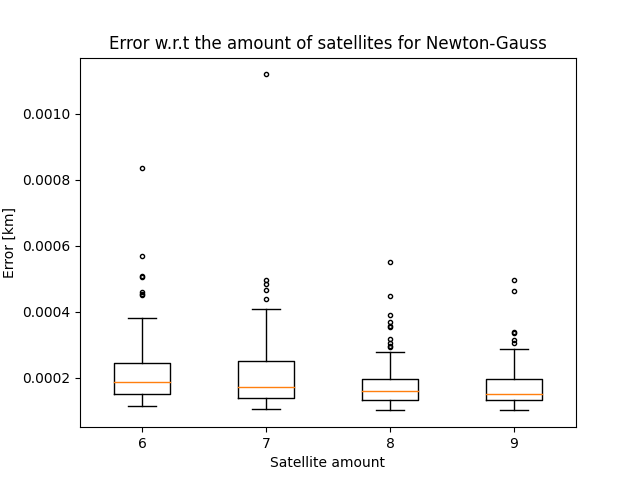 Error w.r.t the amount of satellites for Newton-Gauss
0.0010
0.0008
0.0006
0.0004
0.0002
Error [km]
6 7 8 9
Satellite amount